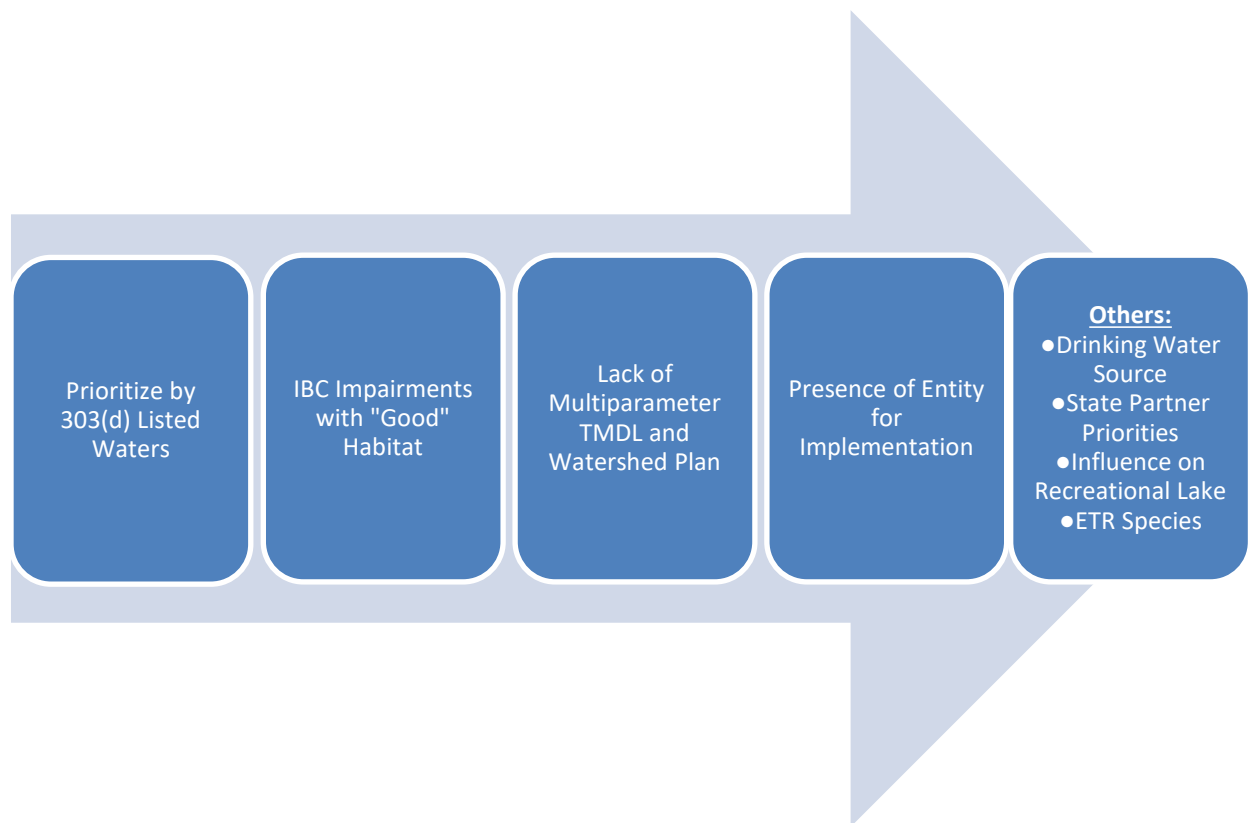 Prioritize by
303(d) Listed
Waters
IBC Impairments
with "Good"
Habitat
Lack of
Multiparameter
TMDL and
Watershed Plan
Presence of Entity
for
Implementation
Others:
●Drinking Water
Source
●State Partner
Priorities
●Influence on
Recreational Lake
●ETR Species